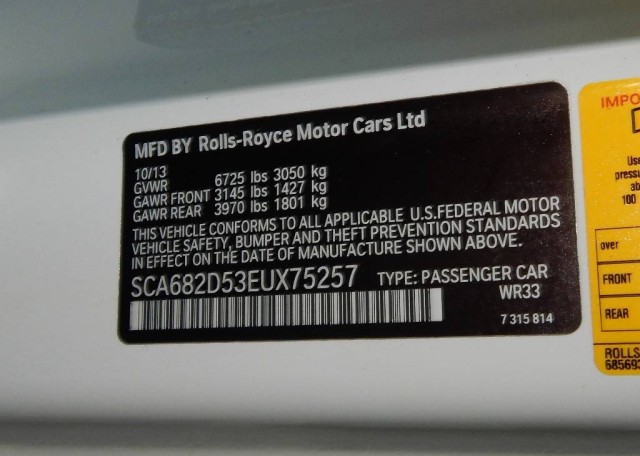 MFD BY Rolls-Royce Motor Cars Ltd
10/13
GVWR 6725 lbs 3050 kg
GAWR FRONT 3145 lbs 1427 kg
GAWR REAR 3970 lbs 1801 kg
THIS VEHICLE CONFORMS TO ALL APPLICABLE U.S.FEDERAL MOTOR
VEHICLE SAFETY, BUMPER AND THEFT PREVENTION STANDARDS
IN EFFECT ON THE DATE OF MANUFACTURE SHOWN ABOVE.
SCA682D53EUX75257 TYPE: PASSENGER CAR
WR33
7 315 814
over
100
FRONT
REAR
ROLLS